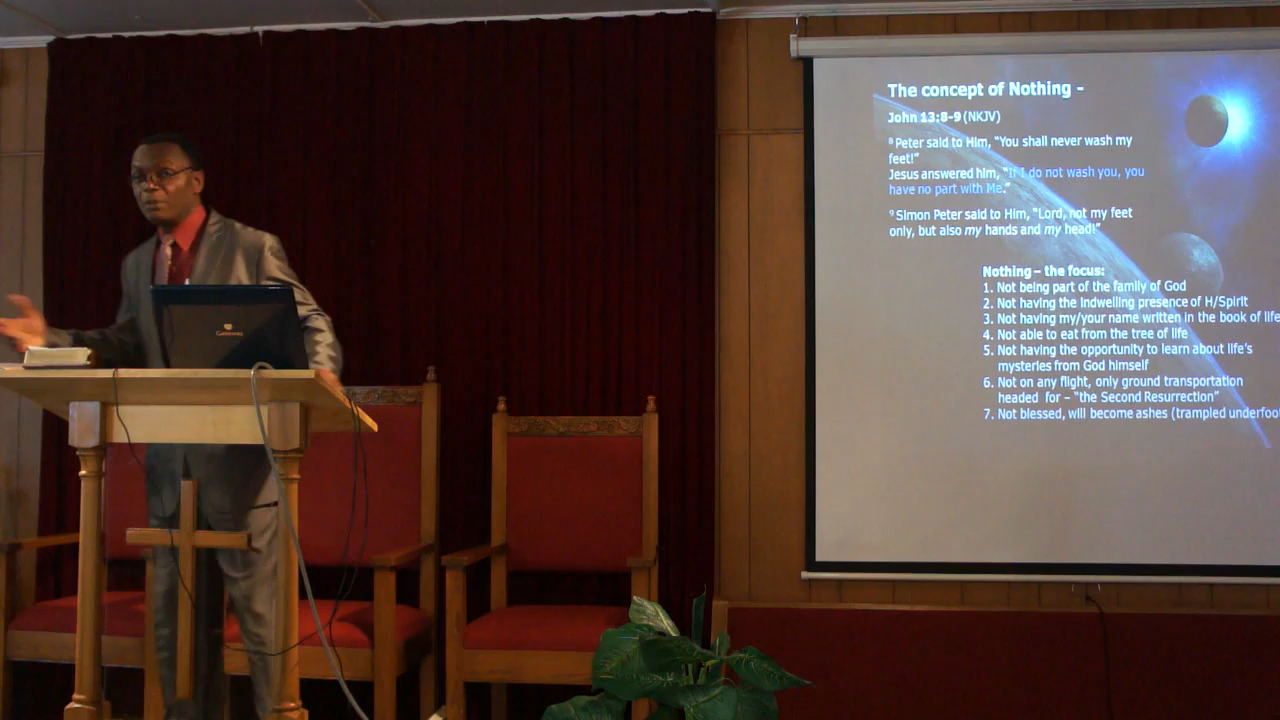 The concept of Nothing -
John 13:8-9 (NKJV)
8 Peter said to Him, “You shall never wash my
feet!”
Jesus answered him, “If I do not wash you, you
have no part with Me.”
9 Simon Peter said to Him, “Lord, not my feet
only, but also my hands and my head!”
Nothing – the focus:
1. Not being part of the family of God
2. Not having the indwelling presence of H/Spirit
3. Not having my/your name written in the book of life
4. Not able to eat from the tree of life
5. Not having the opportunity to learn about life's
mysteries from God himself
6. Not on any flight, only ground transportation
headed for – “the Second Resurrection”
7. Not blessed, will become ashes (trampled underfoot
Gateway